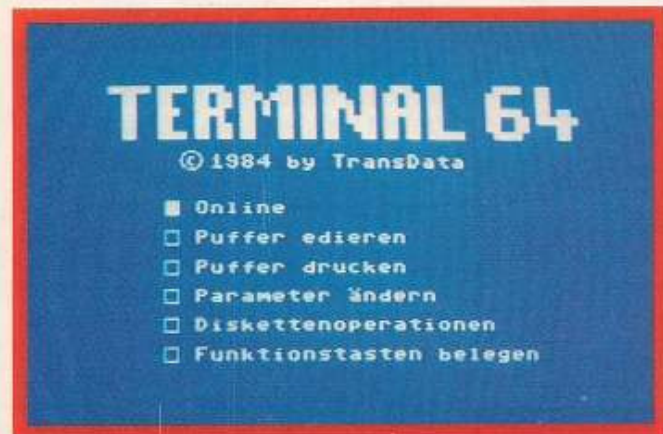 TERMINAL 64
© 1984 by TransData
Online
Puffer edieren
Puffer drucken
Parameter ändern
Diskettenoperationen
Funktionstasten belegen